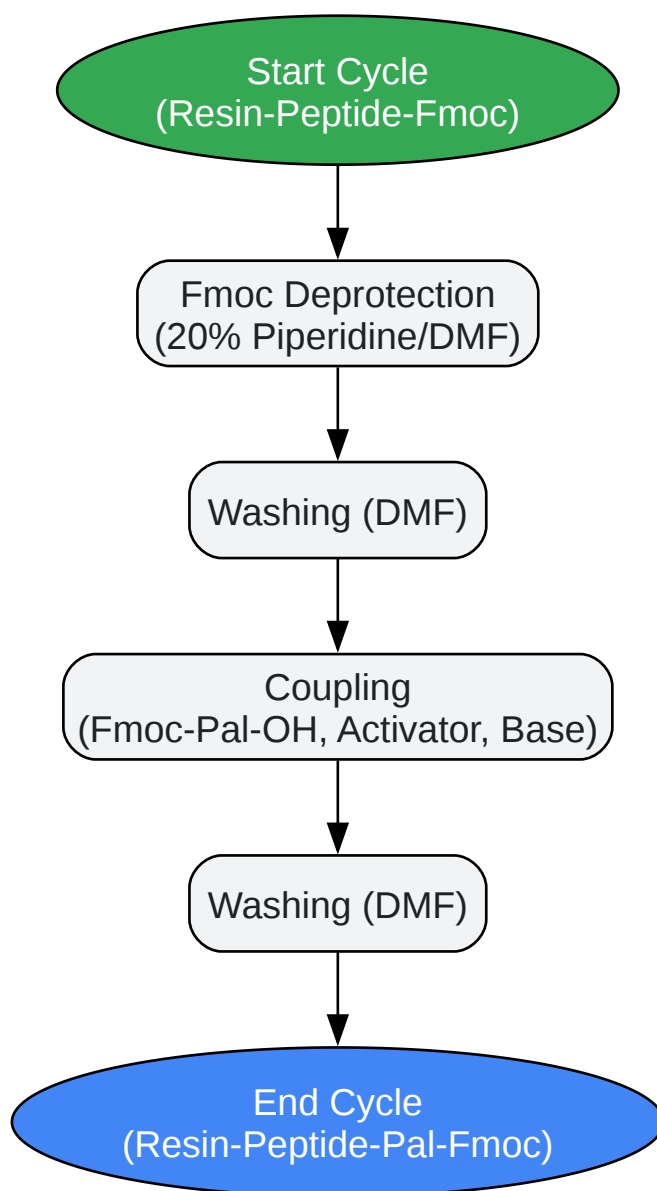 Start Cycle
(Resin-Peptide-Fmoc)
Fmoc Deprotection
(20% Piperidine/DMF)
Washing (DMF)
Coupling
(Fmoc-Pal-OH, Activator, Base)
Washing (DMF)
End Cycle
(Resin-Peptide-Pal-Fmoc)